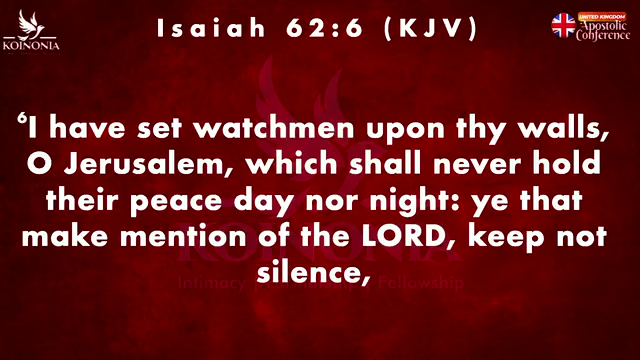 Isaiah 62:6 (KJV)
KOINONIA
UNITED KINGDOM
Apostolic
Conference
6I have set watchmen upon thy walls,
O Jerusalem, which shall never hold
their peace day nor night: ye that
make mention of the LORD, keep not
silence,
KOINONIA
Intimacy Fellowship